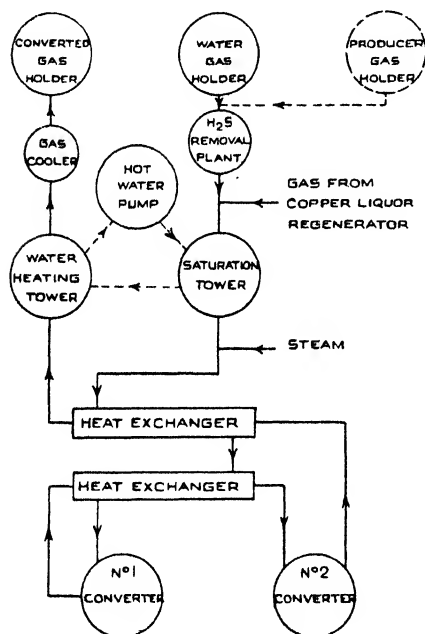 CONVERTED
GAS
HOLDER
WATER
GAS
HOLDER
PRODUCER
GAS
HOLDER
GAS
COOLER
H2S
REMOVAL
PLANT
HOT
WATER
PUMP
GAS FROM
COPPER LIQUOR
REGENERATOR
WATER
HEATING
TOWER
SATURATION
TOWER
STEAM
HEAT EXCHANGER
HEAT EXCHANGER
Nº1
CONVERTER
Nº2
CONVERTER